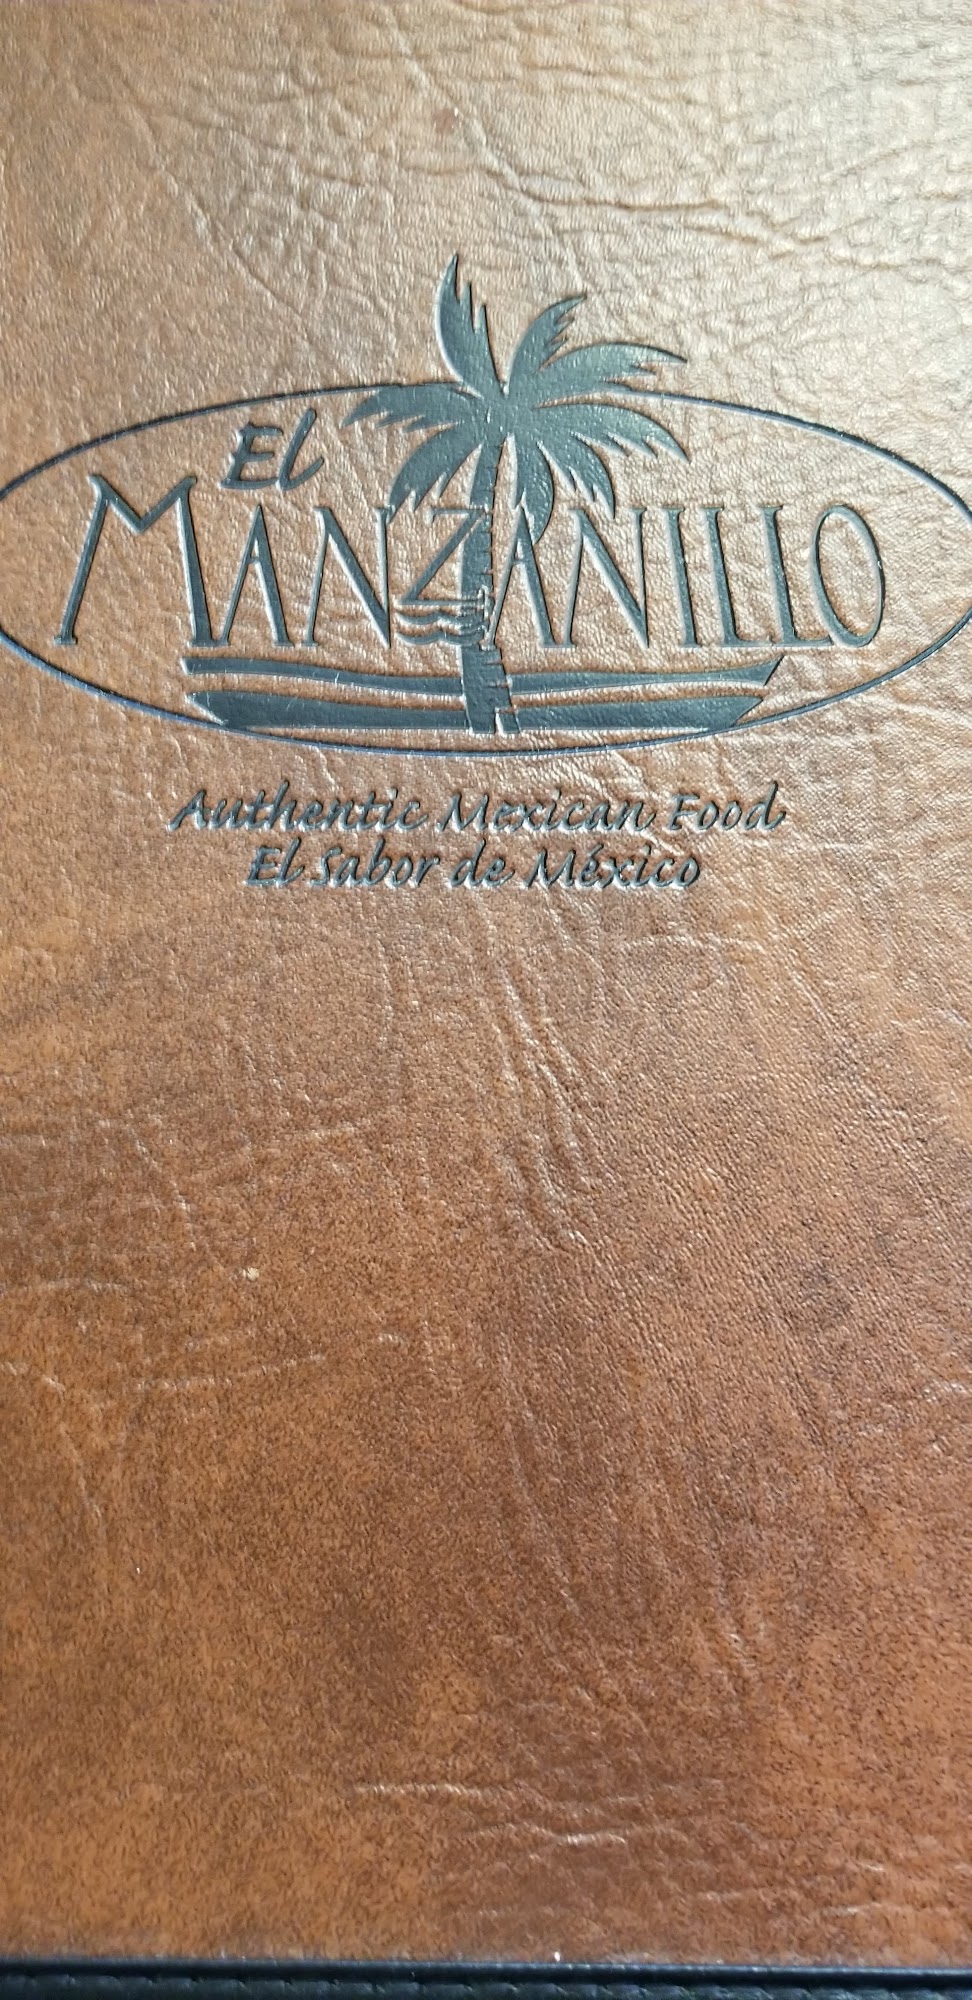 El
MANZANILLO
Authentic Mexican Food
El Sabor de México